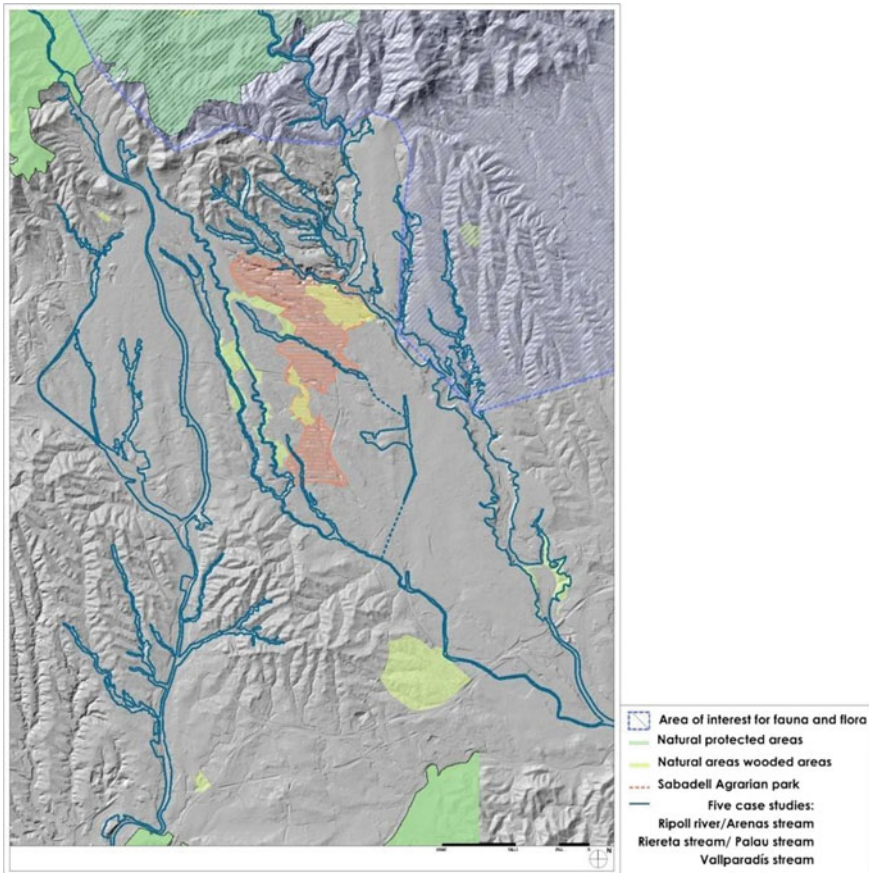 Area of interest for fauna and flora
Natural protected areas
Natural areas wooded areas
Sabadell Agrarian park
Five case studies:
Ripoll river/Arenas stream
Riereta stream/ Palau stream
Vallparadís stream
N